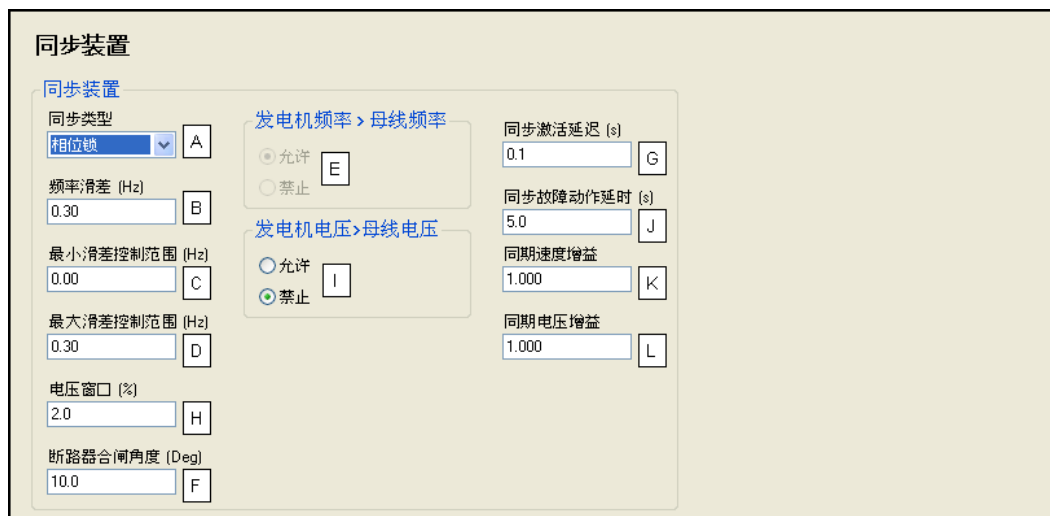 同步装置
同步装置
同步类型
相位锁
A
频率滑差 (Hz)
0.30
B
最小滑差控制范围 (Hz)
0.00
C
最大滑差控制范围 (Hz)
0.30
D
电压窗口 (%)
2.0
H
断路器合闸角度 (Deg)
10.0
F
发电机频率 > 母线频率
允许
禁止
E
发电机电压>母线电压
允许
禁止
I
同步激活延迟 (s)
0.1
G
同步故障动作延时 (s)
5.0
J
同期速度增益
1.000
K
同期电压增益
1.000
L